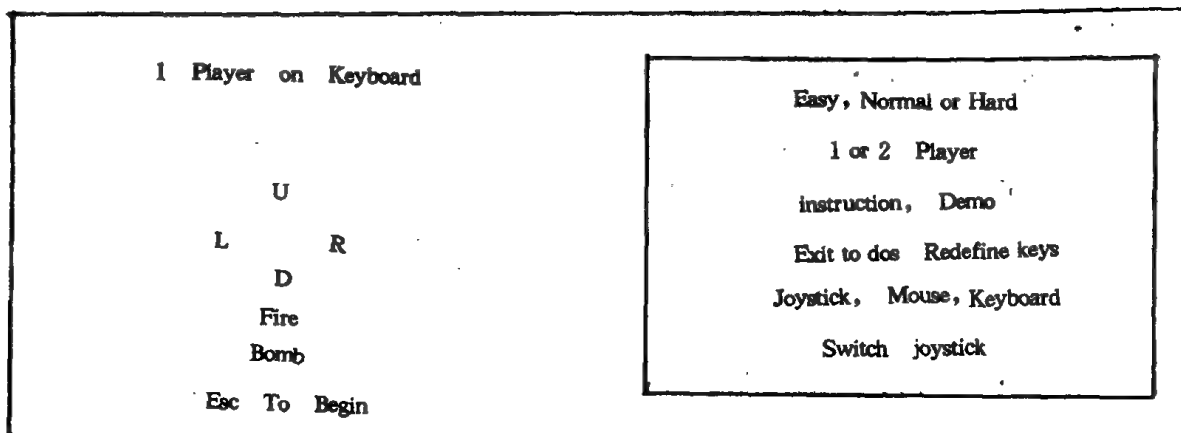 1 Player on Keyboard
U
L R
D
Fire
Bomb
Esc To Begin
Easy, Normal or Hard
1 or 2 Player
instruction, Demo
Exit to dos Redefine keys
Joystick, Mouse, Keyboard
Switch joystick